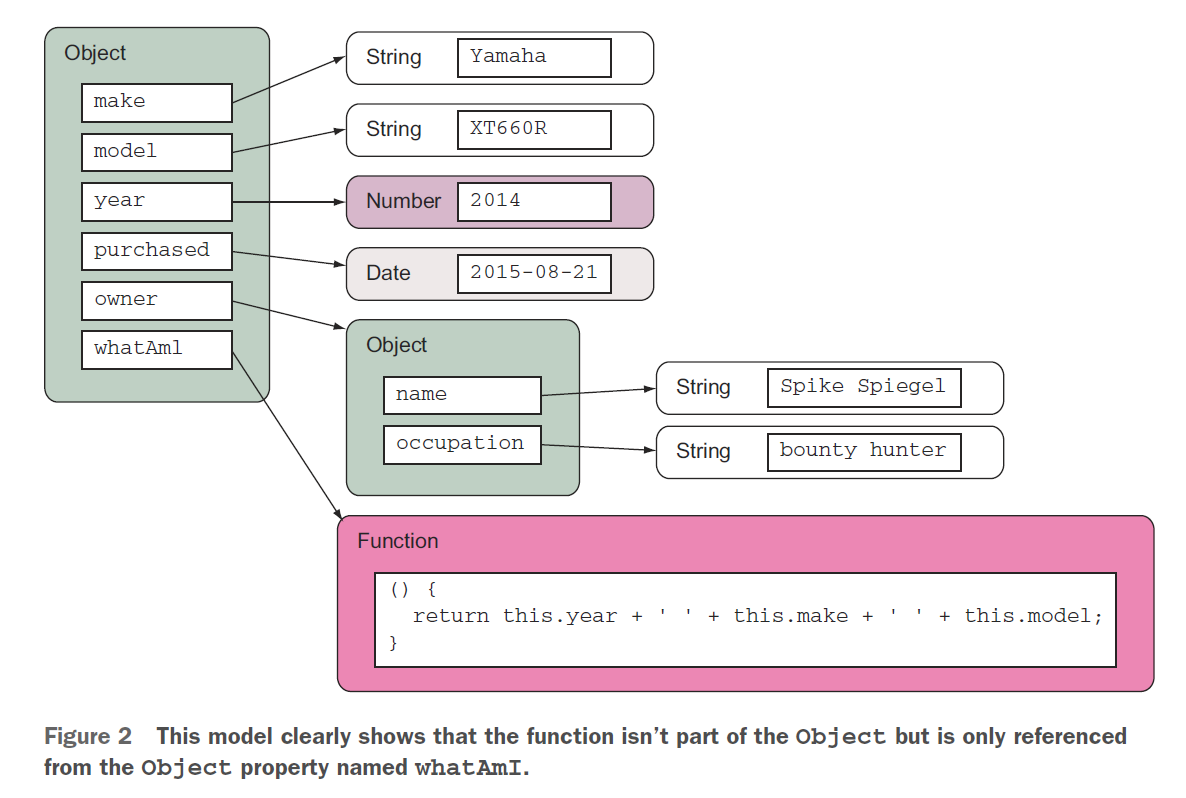 Object
make
String
Yamaha
model
String
XT660R
year
Number
2014
purchased
Date
2015-08-21
owner
whatAml
Object
name
String
Spike Spiegel
occupation
String
bounty hunter
Function
() {
return this.year + ' ' + this.make + ' ' + this.model;
}
Figure 2 This model clearly shows that the function isn’t part of the Object but is only referenced
from the Object property named whatAmI.